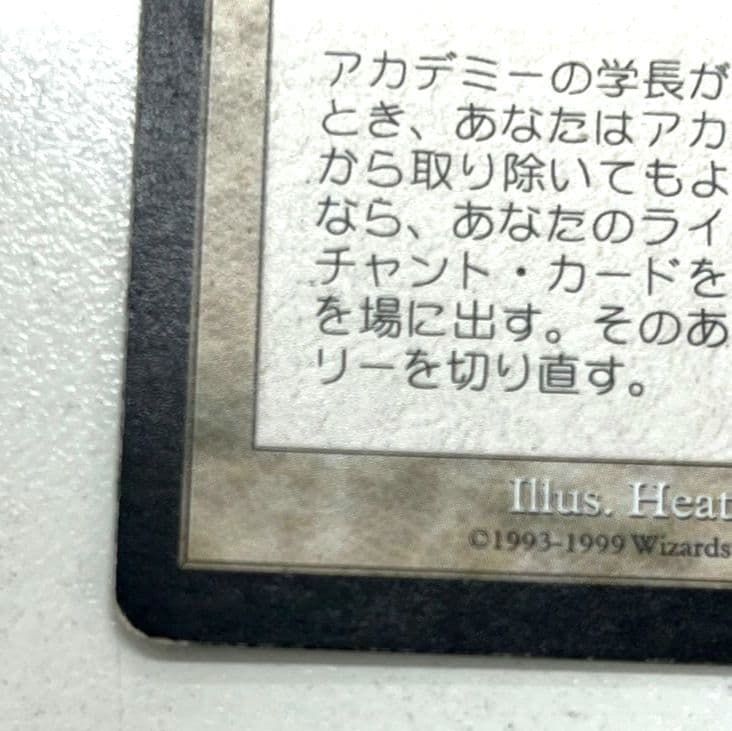 アカデミーの学長が
とき、あなたはアカ
から取り除いてもよ
なら、あなたのライ
チャント・カードを
を場に出す。そのあ
リーを切り直す。
Illus. Heat
©1993-1999 Wizards